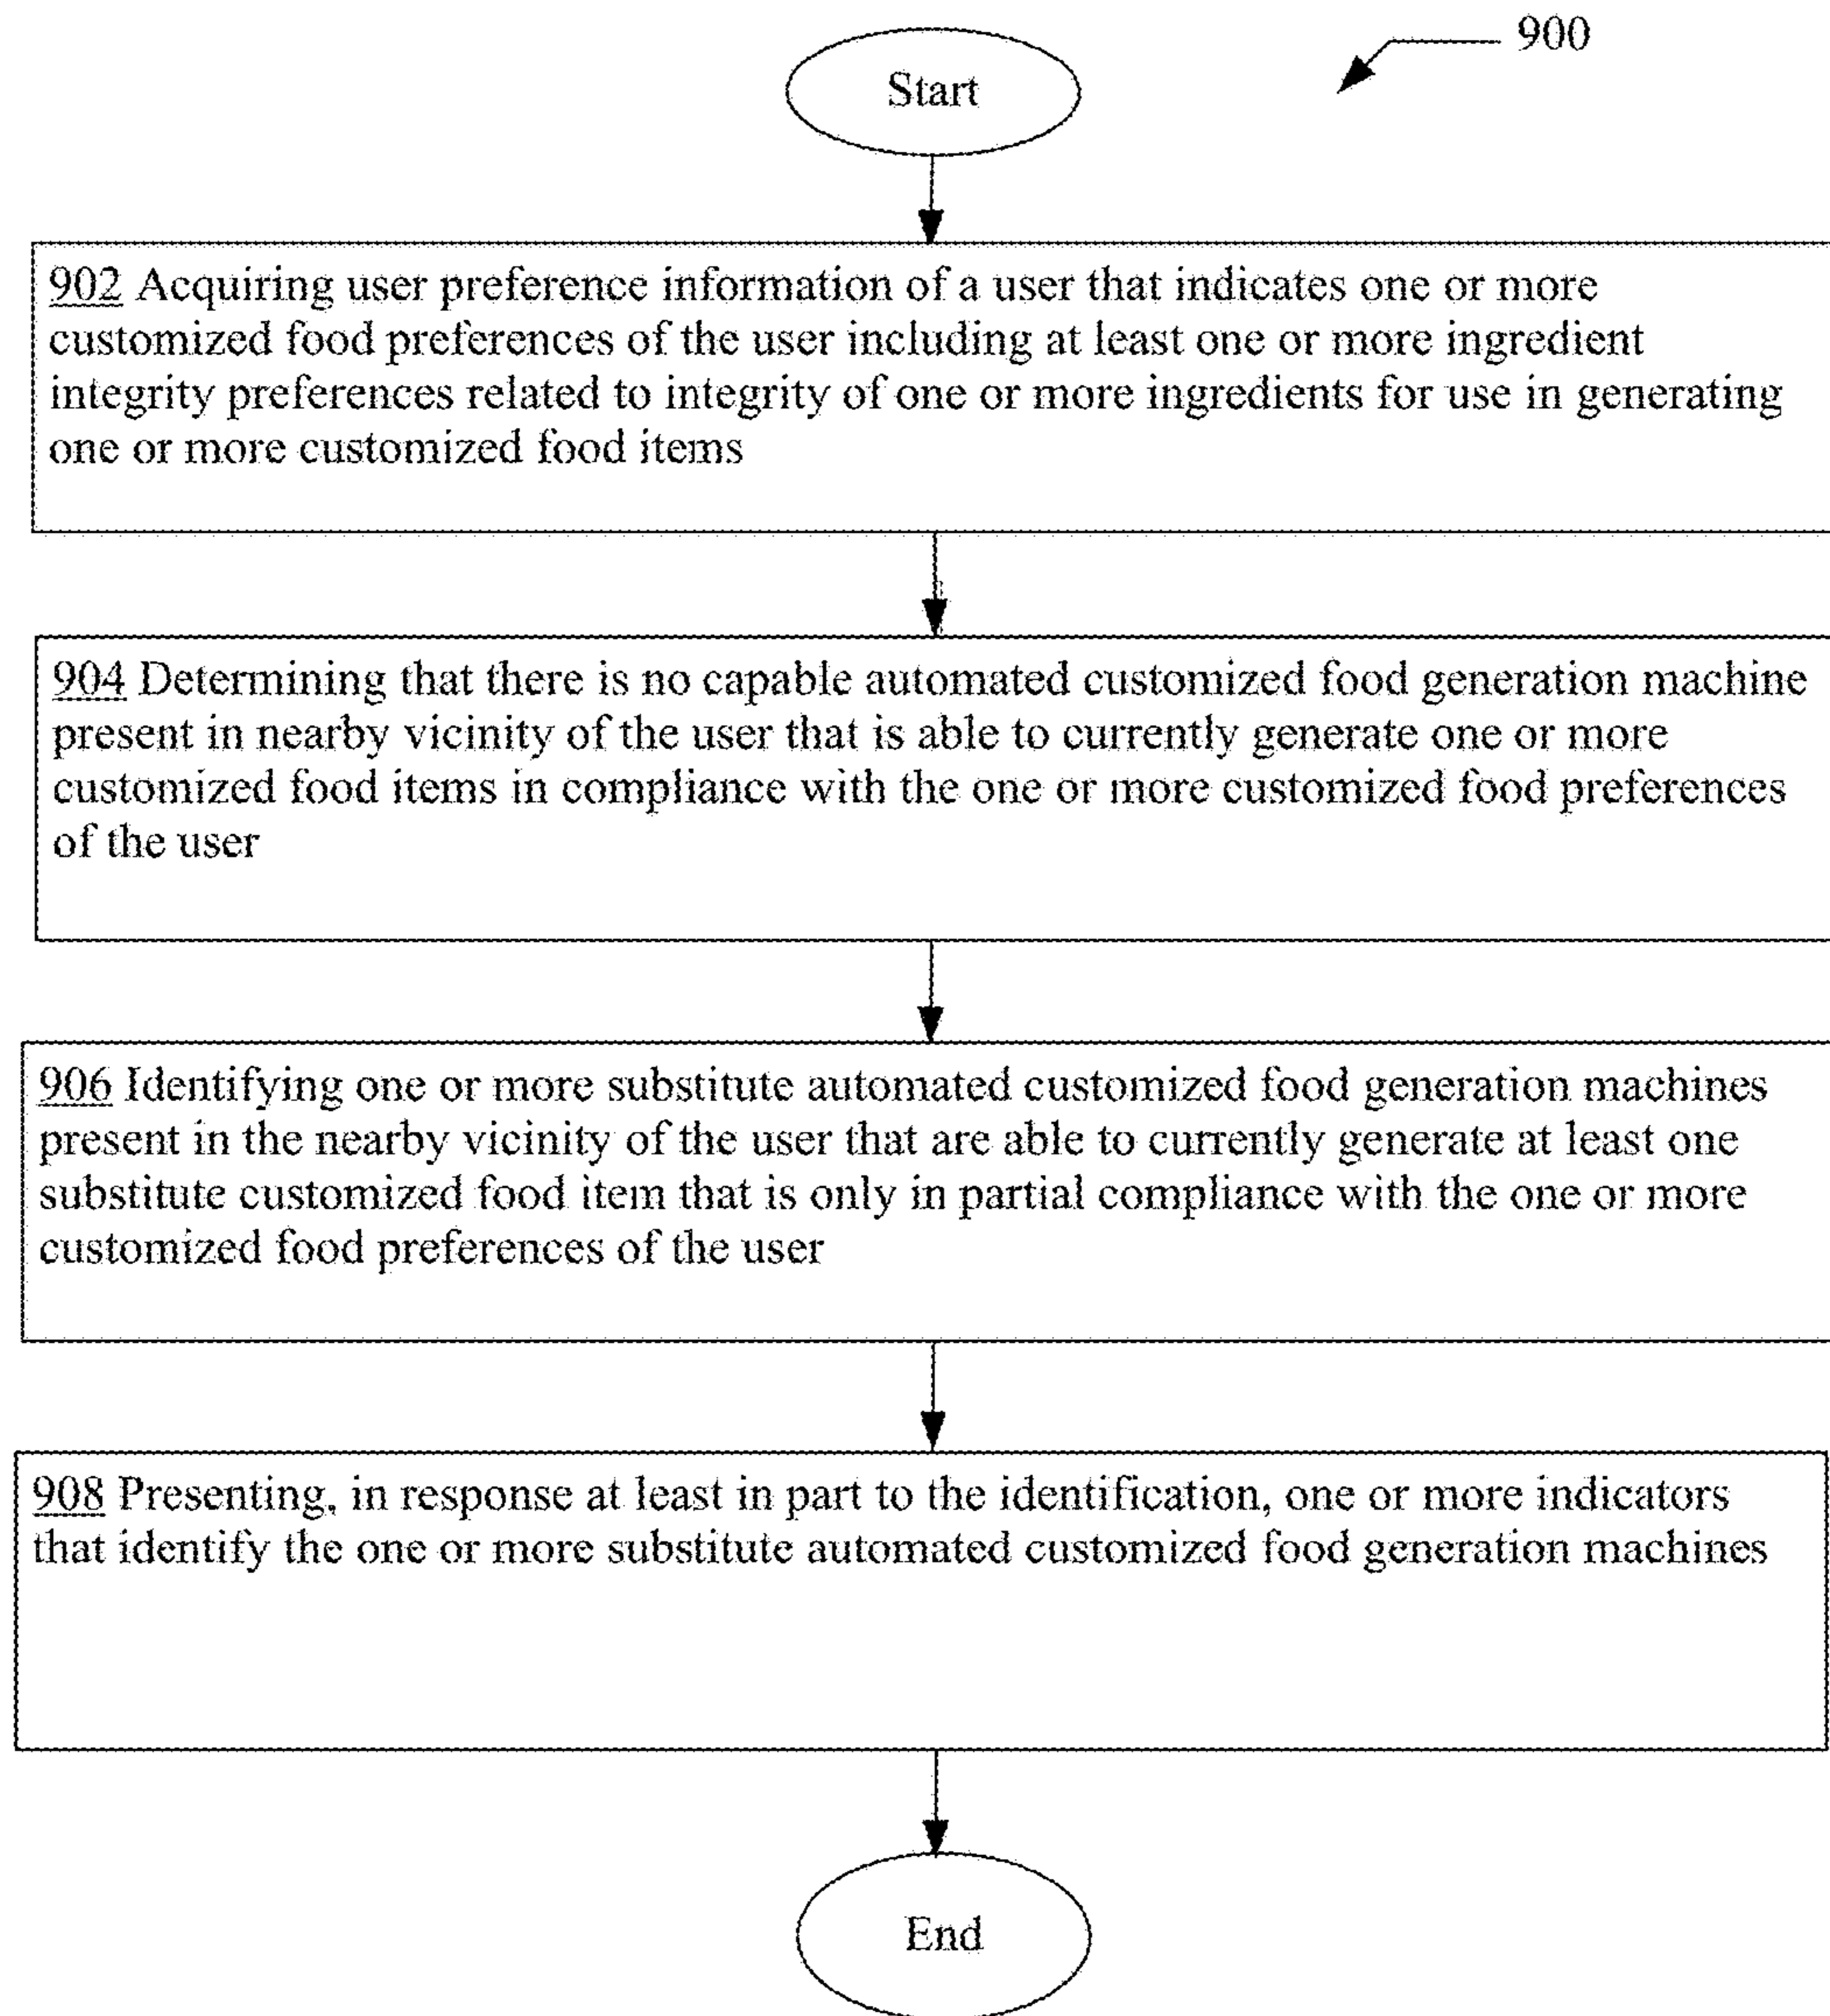 900
Start
902 Acquiring user preference information of a user that indicates one or more
customized food preferences of the user including at least one or more ingredient
integrity preferences related to integrity of one or more ingredients for use in generating
one or more customized food items
904 Determining that there is no capable automated customized food generation machine
present in nearby vicinity of the user that is able to currently generate one or more
customized food items in compliance with the one or more customized food preferences
of the user
906 Identifying one or more substitute automated customized food generation machines
present in the nearby vicinity of the user that are able to currently generate at least one
substitute customized food item that is only in partial compliance with the one or more
customized food preferences of the user
908 Presenting, in response at least in part to the identification, one or more indicators
that identify the one or more substitute automated customized food generation machines
End